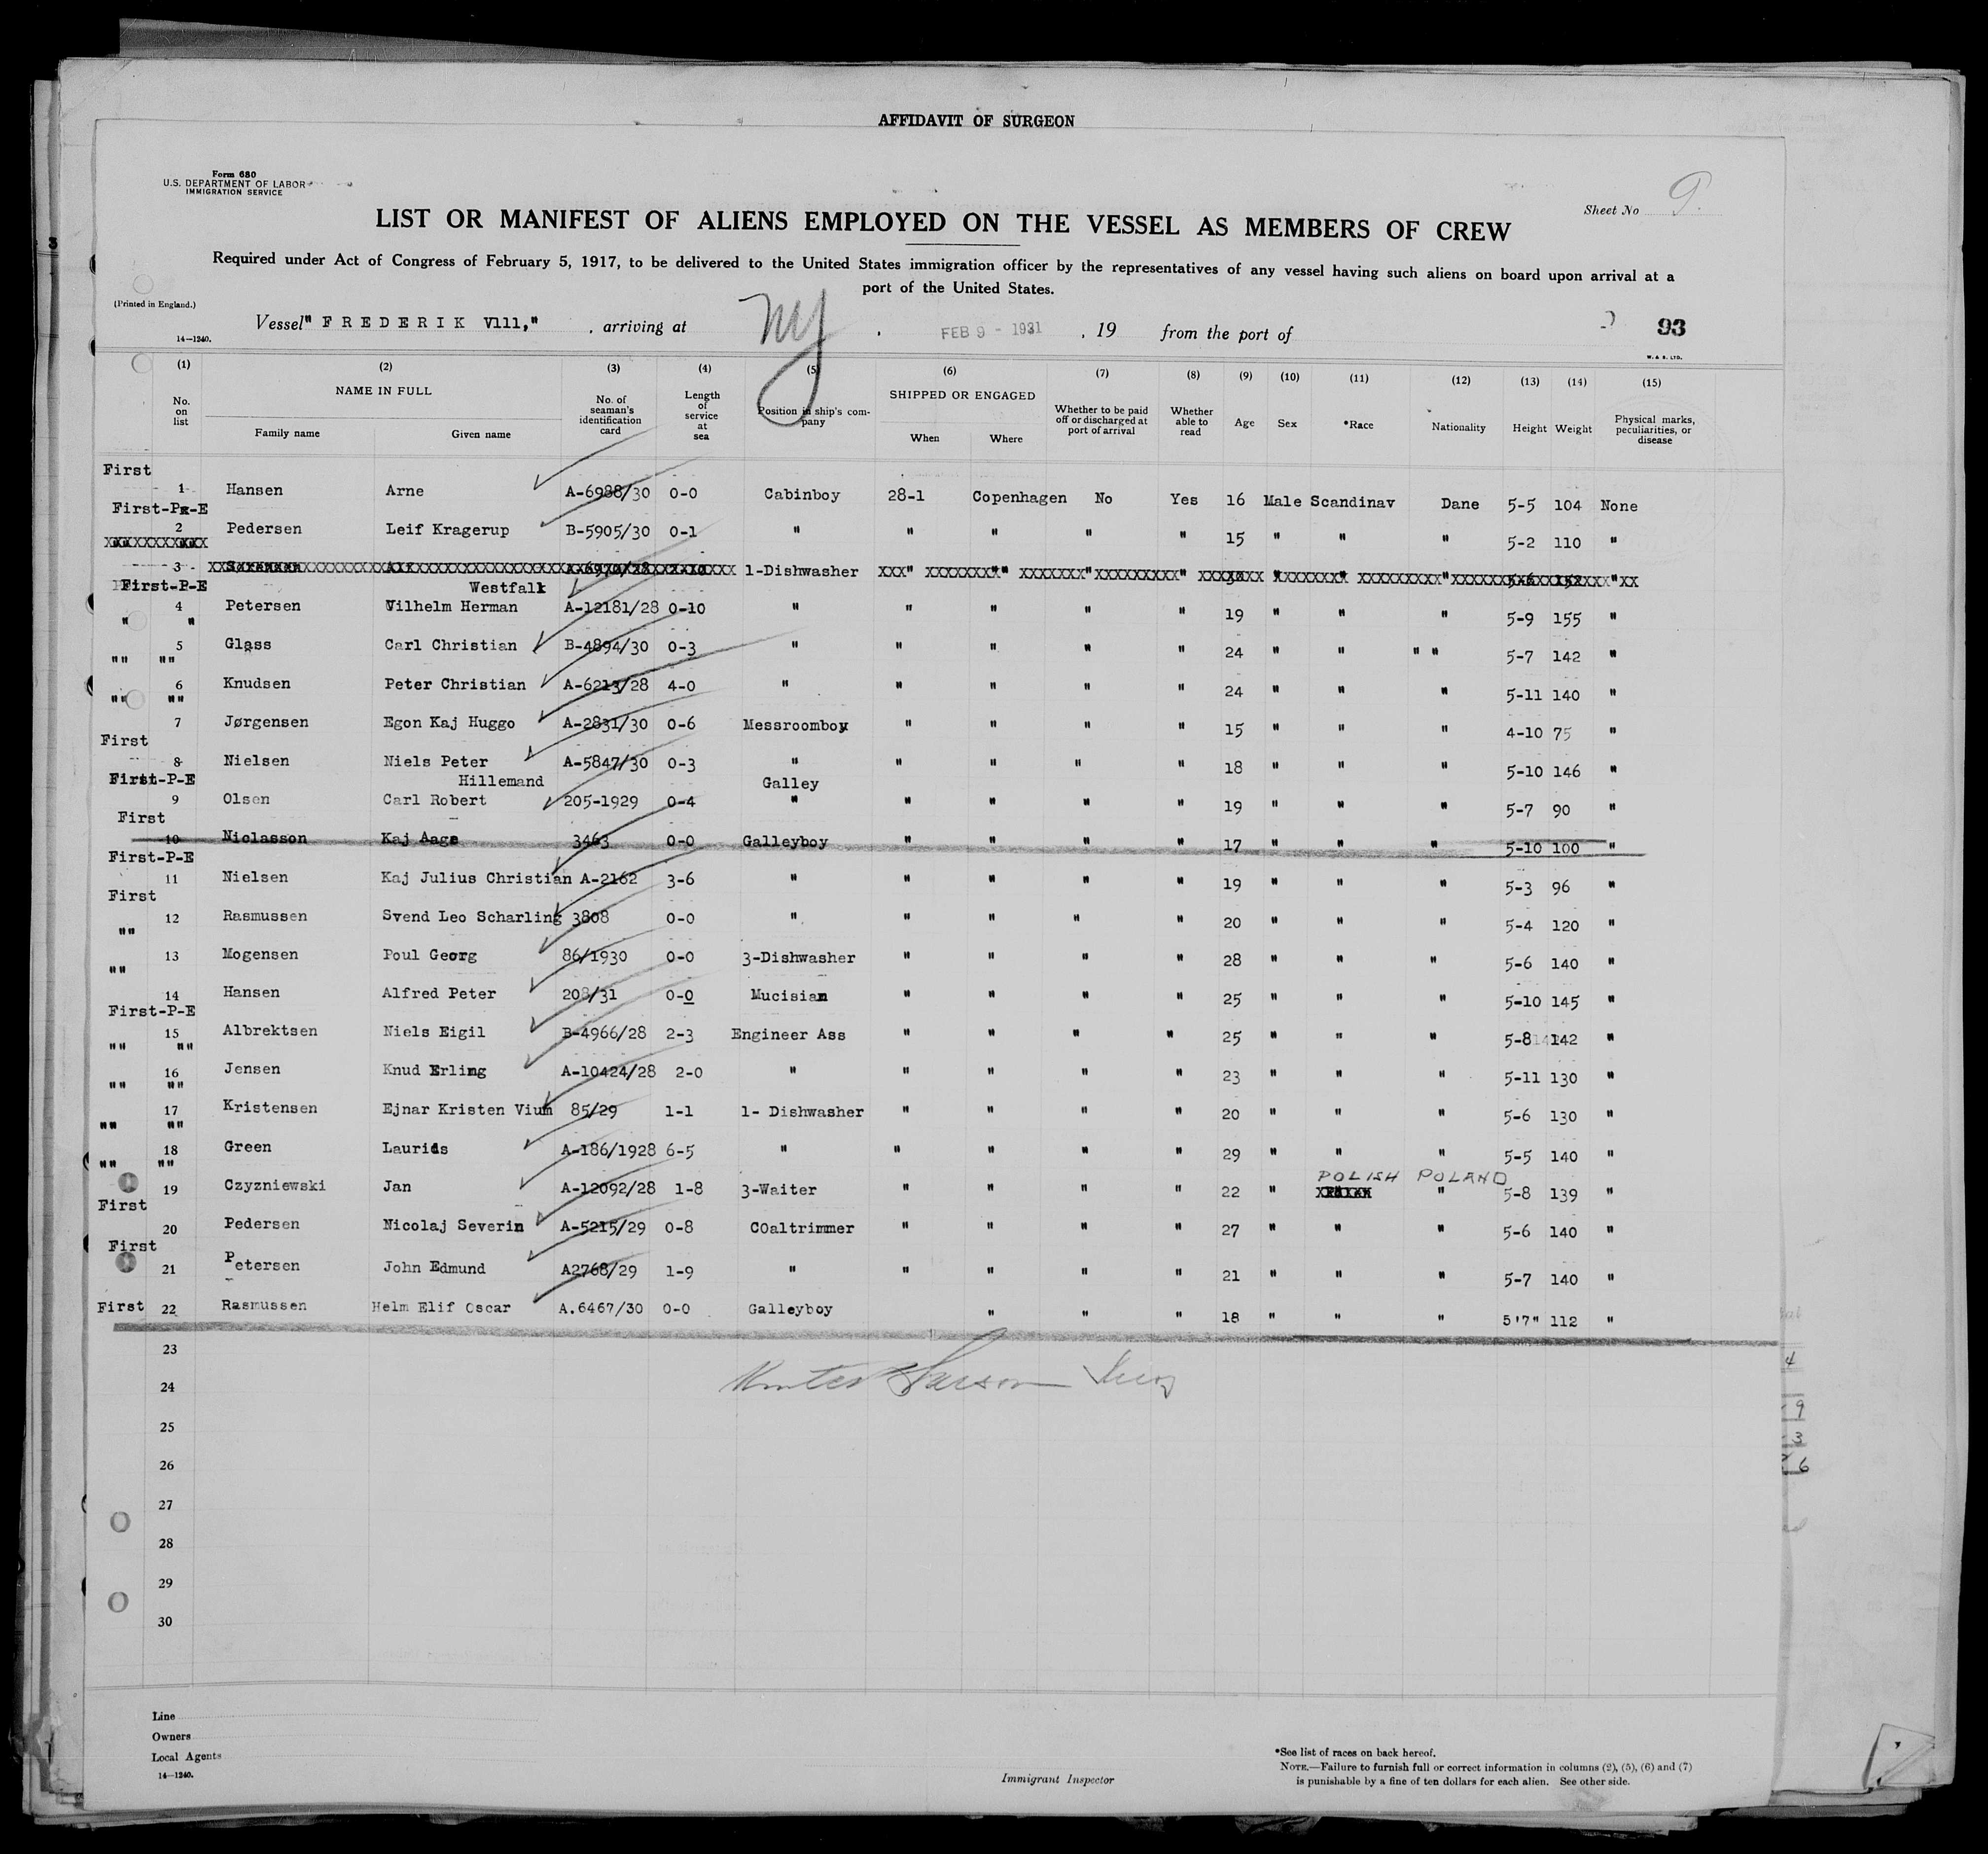 AFFIDAVIT OF SURGEON
Form 680
U.S. DEPARTMENT OF LABOR
IMMIGRATION SERVICE
Sheet No 9.
LIST OR MANIFEST OF ALIENS EMPLOYED ON THE VESSEL AS MEMBERS OF CREW
Required under Act of Congress of February 5, 1917, to be delivered to the United States immigration officer by the representatives of any vessel having such aliens on board upon arrival at a
port of the United States.
(Printed in England.)
Vessel " F R E D E R I K V111," , arriving at NY , FEB 9 - 1931 , 19 from the port of 93
14—1240.
W. & S. LTD.
(1) (2) (3) (4) (5) (6) (7) (8) (9) (10) (11) (12) (13) (14) (15)
No. on list NAME IN FULL Family name Given name No. of seaman's identification card Length of service at sea Position in ship's company SHIPPED OR ENGAGED When Where Whether to be paid off or discharged at port of arrival Whether able to read Age Sex *Race Nationality Height Weight Physical marks, peculiarities, or disease
First
1 Hansen Arne A-6988/30 0-0 Cabinboy 28-1 Copenhagen No Yes 16 Male Scandinav Dane 5-5 104 None
First-Px-E
2 Pedersen Leif Kragerup B-5905/30 0-1 " " " " " 15 " " " 5-2 110 "
XXXXXXXXXXX
3 Sørensen Alf A-6970/28 2-10 1-Dishwasher " " " " 30 " " " 5-6 152 "
First-P-E Westfalk
4 Petersen Vilhelm Herman A-12181/28 0-10 " " " " " 19 " " " 5-9 155 "
" "
5 Glass Carl Christian B-4894/30 0-3 " " " " " 24 " " " " 5-7 142 "
"" ""
6 Knudsen Peter Christian A-6213/28 4-0 " " " " " 24 " " " 5-11 140 "
"" ""
7 Jørgensen Egon Kaj Huggo A-2831/30 0-6 Messroomboy " " " " 15 " " " 4-10 75 "
First
8 Nielsen Niels Peter A-5847/30 0-3 " " " " " 18 " " " 5-10 146 "
First-P-E Hillemand Galley
9 Olsen Carl Robert 205-1929 0-4 " " " " " 19 " " " 5-7 90 "
First
10 Niclasson Kaj Aage 3463 0-0 Galleyboy " " " " 17 " " " 5-10 100 "
First-P-E
11 Nielsen Kaj Julius Christian A-2162 3-6 " " " " " 19 " " " 5-3 96 "
First
12 Rasmussen Svend Leo Scharling 3808 0-0 " " " " " 20 " " " 5-4 120 "
""
13 Mogensen Poul Georg 86/1930 0-0 3-Dishwasher " " " " 28 " " " 5-6 140 "
""
14 Hansen Alfred Peter 208/31 0-0 Mucisian " " " " 25 " " " 5-10 145 "
First-P-E
15 Albrektsen Niels Eigil B-4966/28 2-3 Engineer Ass " " " " 25 " " " 5-8 142 "
"" ""
16 Jensen Knud Erling A-10424/28 2-0 " " " " " 23 " " " 5-11 130 "
"" ""
17 Kristensen Ejnar Kristen Vium 85/29 1-1 1- Dishwasher " " " " 20 " " " 5-6 130 "
"" ""
18 Green Laurids A-186/1928 6-5 " " " " " 29 " " " 5-5 140 "
"" "" POLISH POLAND
19 Czyzniewski Jan A-12092/28 1-8 3-Waiter " " " " 22 " " 5-8 139 "
First
20 Pedersen Nicolaj Severin A-5215/29 0-8 COaltrimmer " " " " 27 " " " 5-6 140 "
First
21 Petersen John Edmund A2768/29 1-9 " " " " " 21 " " " 5-7 140 "
First 22 Rasmussen Helm Elif Oscar A.6467/30 0-0 Galleyboy " " " 18 " " " 5'7" 112 "
23
24
25
26
27
28
29
30
Line
Owners
Local Agents
14—1240.
Immigrant Inspector
*See list of races on back hereof.
NOTE.—Failure to furnish full or correct information in columns (2), (5), (6) and (7)
is punishable by a fine of ten dollars for each alien. See other side.